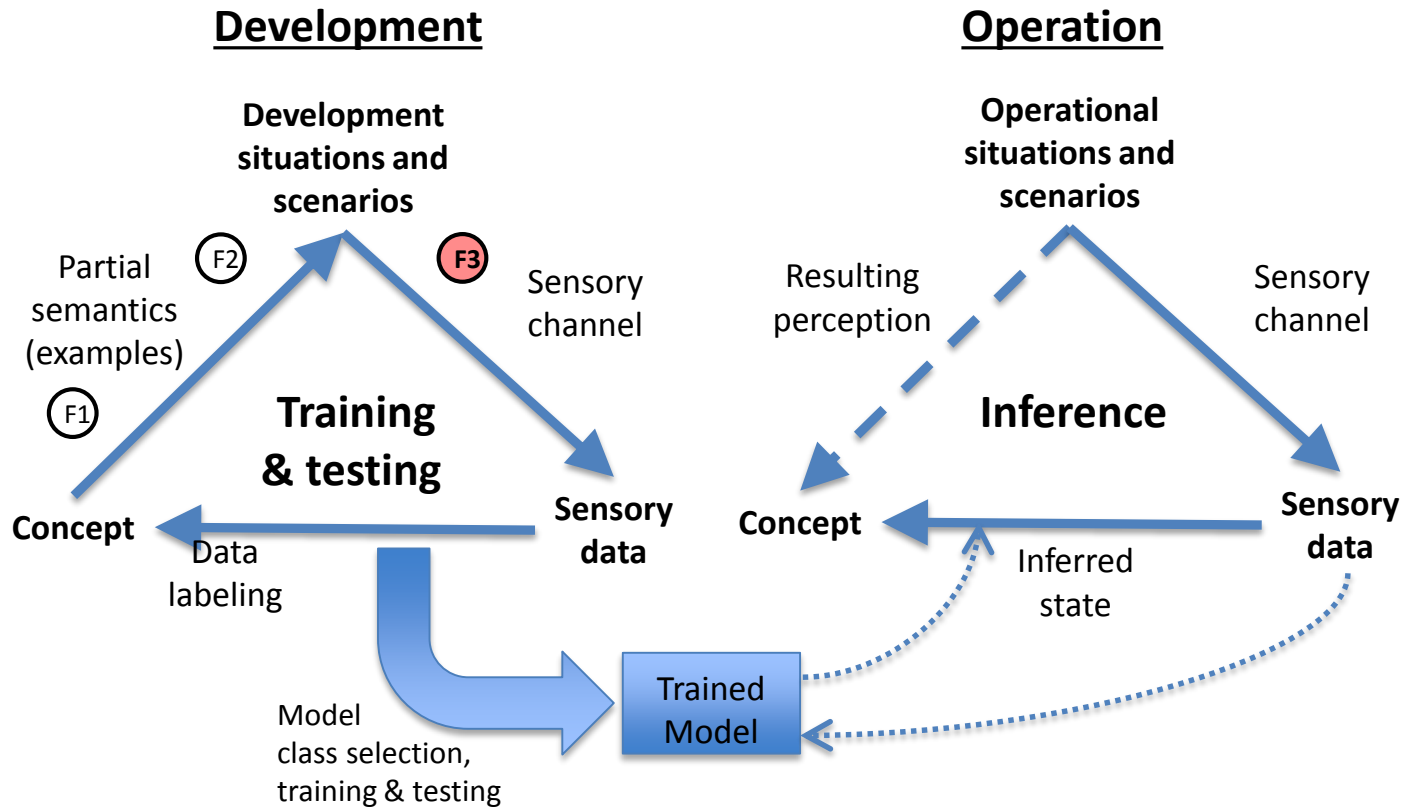 Development
Development
situations and
scenarios
F2
F3
Partial
semantics
(examples)
Sensory
channel
F1
Training
& testing
Concept
Sensory
data
Data
labeling
Model
class selection,
training & testing
Trained
Model
Operation
Operational
situations and
scenarios
Resulting
perception
Sensory
channel
Inference
Concept
Sensory
data
Inferred
state